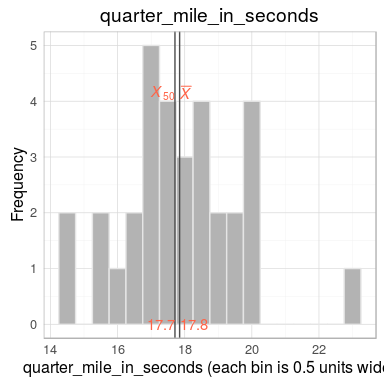 quarter_mile_in_seconds
5
4
3
2
1
0
Frequency
X 50 X̅
17.7 17.8
14 16 18 20 22
quarter_mile_in_seconds (each bin is 0.5 units wide